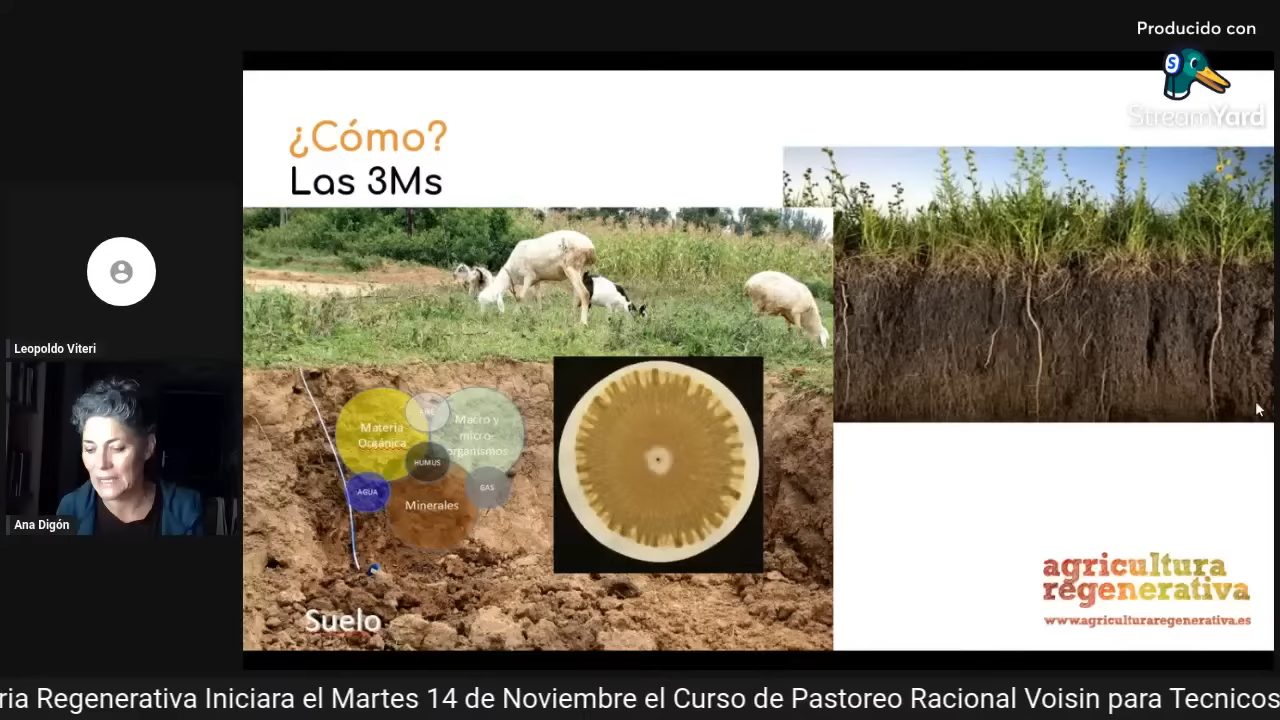 Producido con
StreamYard
¿Cómo?
Las 3Ms
AIRE
Materia
Orgánica
Macro y
micro-
organismos
HUMUS
AGUA
GAS
Minerales
Suelo
Leopoldo Viteri
Ana Digón
agricultura
regenerativa
www.agriculturaregenerativa.es
ria Regenerativa Iniciara el Martes 14 de Noviembre el Curso de Pastoreo Racional Voisin para Tecnicos